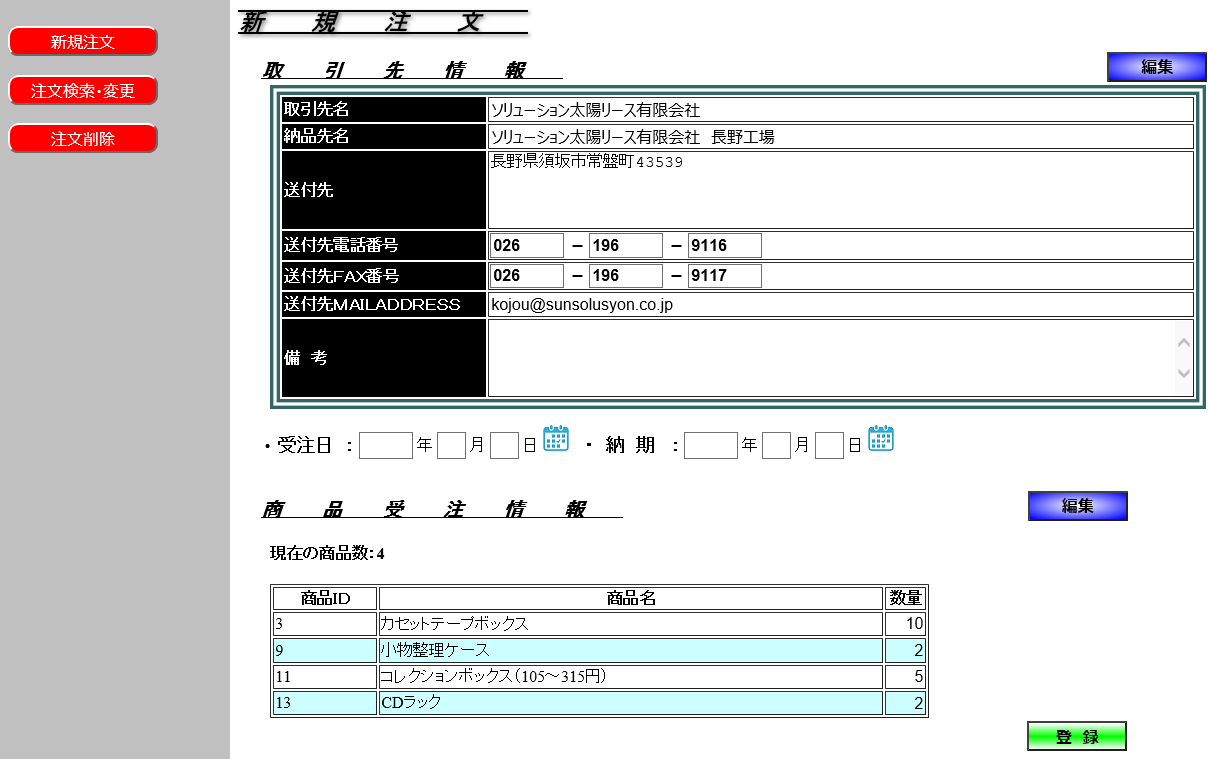 新規注文
注文検索・変更
注文削除
新 規 注 文
取 引 先 情 報
編集
取引先名 ソリューション太陽リース有限会社
納品先名 ソリューション太陽リース有限会社 長野工場
送付先 長野県須坂市常盤町43539
送付先電話番号 026 － 196 － 9116
送付先FAX番号 026 － 196 － 9117
送付先MAILADDRESS kojou@sunsolusyon.co.jp
備 考
・受注日 ： 年 月 日 ・ 納 期 ： 年 月 日
商 品 受 注 情 報
編集
現在の商品数：4
商品ID 商品名 数量
3 カセットテープボックス 10
9 小物整理ケース 2
11 コレクションボックス（105～315円） 5
13 CDラック 2
登 録